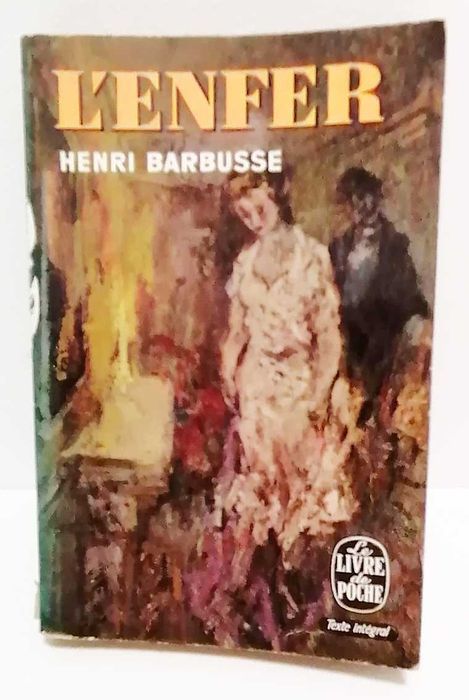 L'ENFER
HENRI BARBUSSE
Le
LIVRE
de
POCHE
Texte intégral